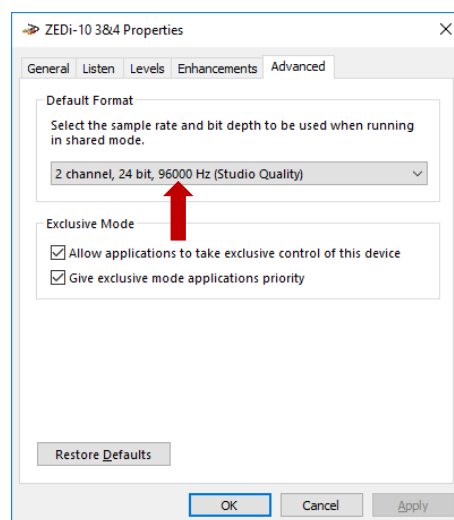 ZEDi-10 3&4 Properties
General Listen Levels Enhancements Advanced
Default Format
Select the sample rate and bit depth to be used when running
in shared mode.
2 channel, 24 bit, 96000 Hz (Studio Quality)
Exclusive Mode
Allow applications to take exclusive control of this device
Give exclusive mode applications priority
Restore Defaults
OK Cancel Apply